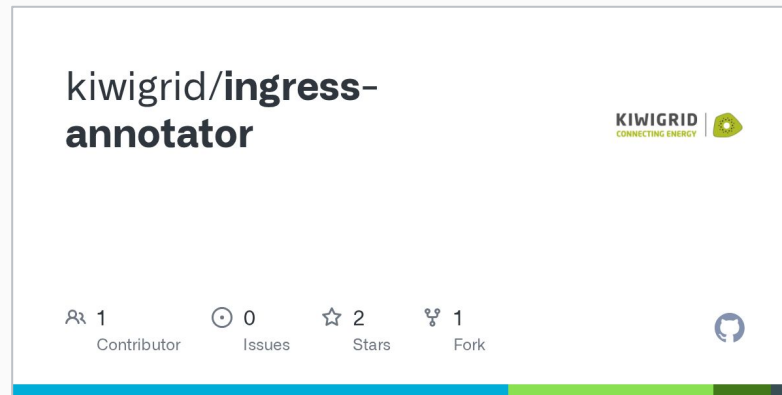 kiwigrid/ingress-
annotator
KIWIGRID
CONNECTING ENERGY
1
Contributor
0
Issues
2
Stars
1
Fork